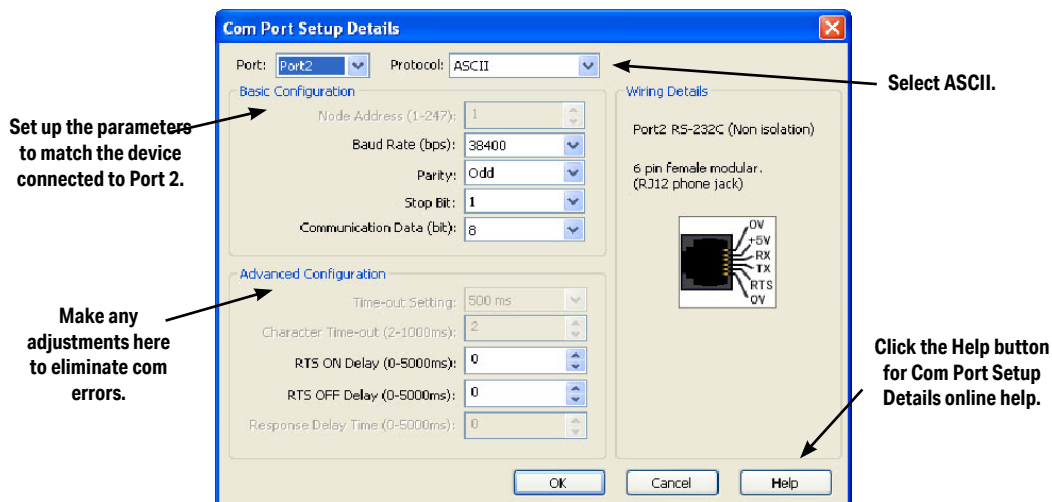 Com Port Setup Details
Port: Port2 Protocol: ASCII
Select ASCII.
Basic Configuration
Node Address (1-247): 1
Baud Rate (bps): 38400
Parity: Odd
Stop Bit: 1
Communication Data (bit): 8
Set up the parameters
to match the device
connected to Port 2.
Wiring Details
Port2 RS-232C (Non isolation)
6 pin female modular.
(RJ12 phone jack)
0V
+5V
RX
TX
RTS
0V
Advanced Configuration
Time-out Setting: 500 ms
Character Time-out (2-1000ms): 2
RTS ON Delay (0-5000ms): 0
RTS OFF Delay (0-5000ms): 0
Response Delay Time (0-5000ms): 0
Make any
adjustments here
to eliminate com
errors.
Click the Help button
for Com Port Setup
Details online help.
OK Cancel Help